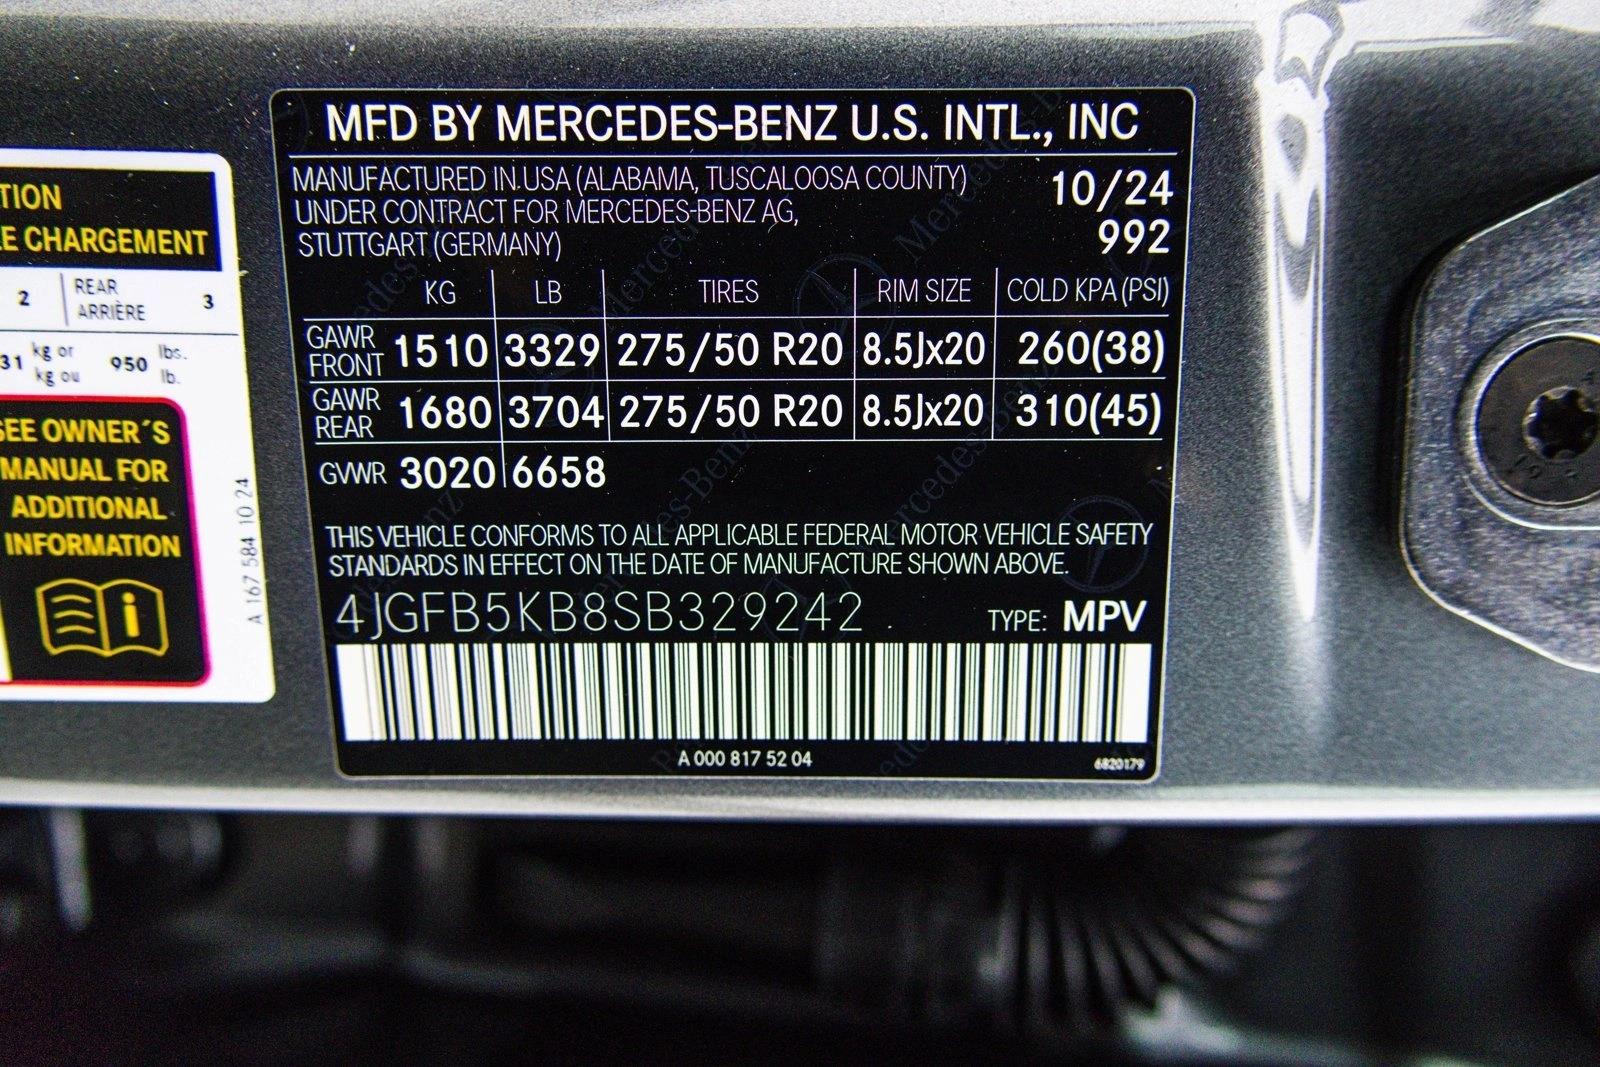 TION
LE CHARGEMENT
2 REAR 3
ARRIÈRE
31 kg or 950 lbs.
kg ou lb.
SEE OWNER´S
MANUAL FOR
ADDITIONAL
INFORMATION
i
A 167 584 10 24
MFD BY MERCEDES-BENZ U.S. INTL., INC
MANUFACTURED IN USA (ALABAMA, TUSCALOOSA COUNTY) 10/24
UNDER CONTRACT FOR MERCEDES-BENZ AG,
STUTTGART (GERMANY) 992
KG LB TIRES RIM SIZE COLD KPA (PSI)
GAWR FRONT 1510 3329 275/50 R20 8.5Jx20 260(38)
GAWR REAR 1680 3704 275/50 R20 8.5Jx20 310(45)
GVWR 3020 6658
THIS VEHICLE CONFORMS TO ALL APPLICABLE FEDERAL MOTOR VEHICLE SAFETY
STANDARDS IN EFFECT ON THE DATE OF MANUFACTURE SHOWN ABOVE.
4JGFB5KB8SB329242 TYPE: MPV
A 000 817 52 04
6820179